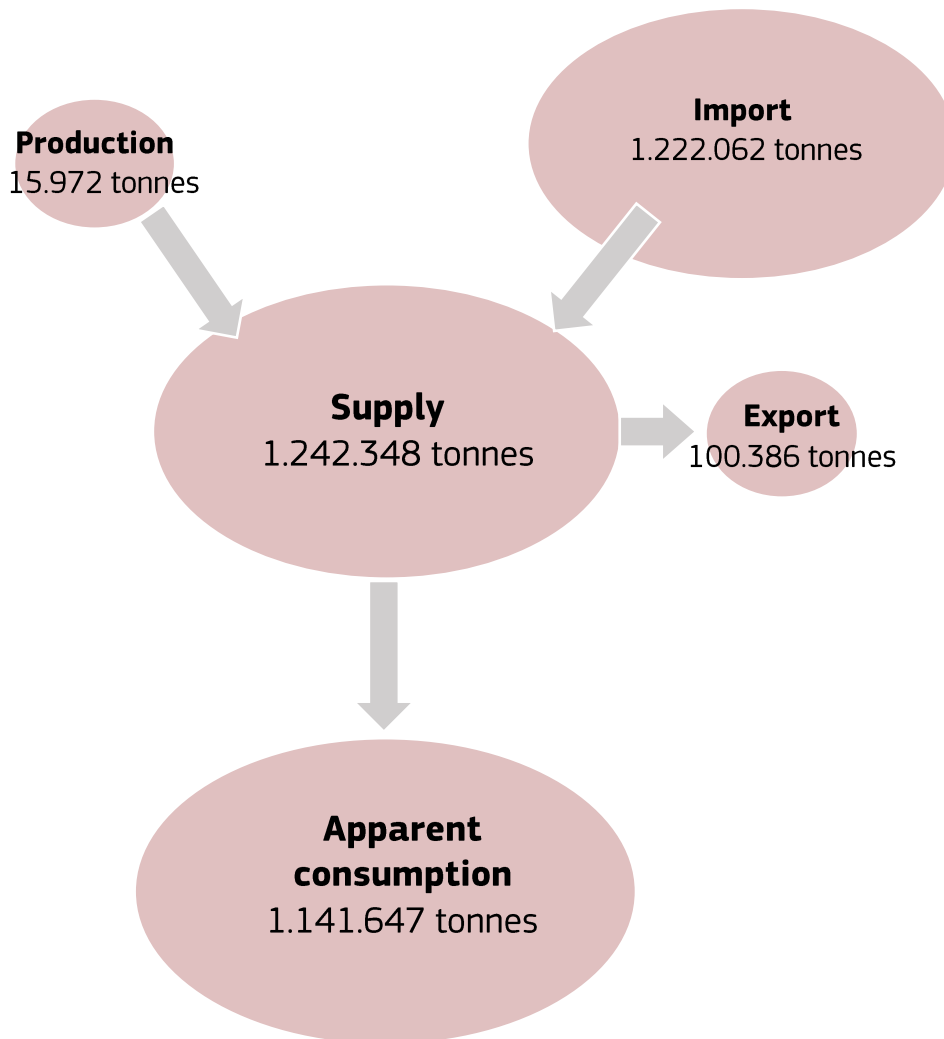 Production
15.972 tonnes
Import
1.222.062 tonnes
Supply
1.242.348 tonnes
Export
100.386 tonnes
Apparent
consumption
1.141.647 tonnes